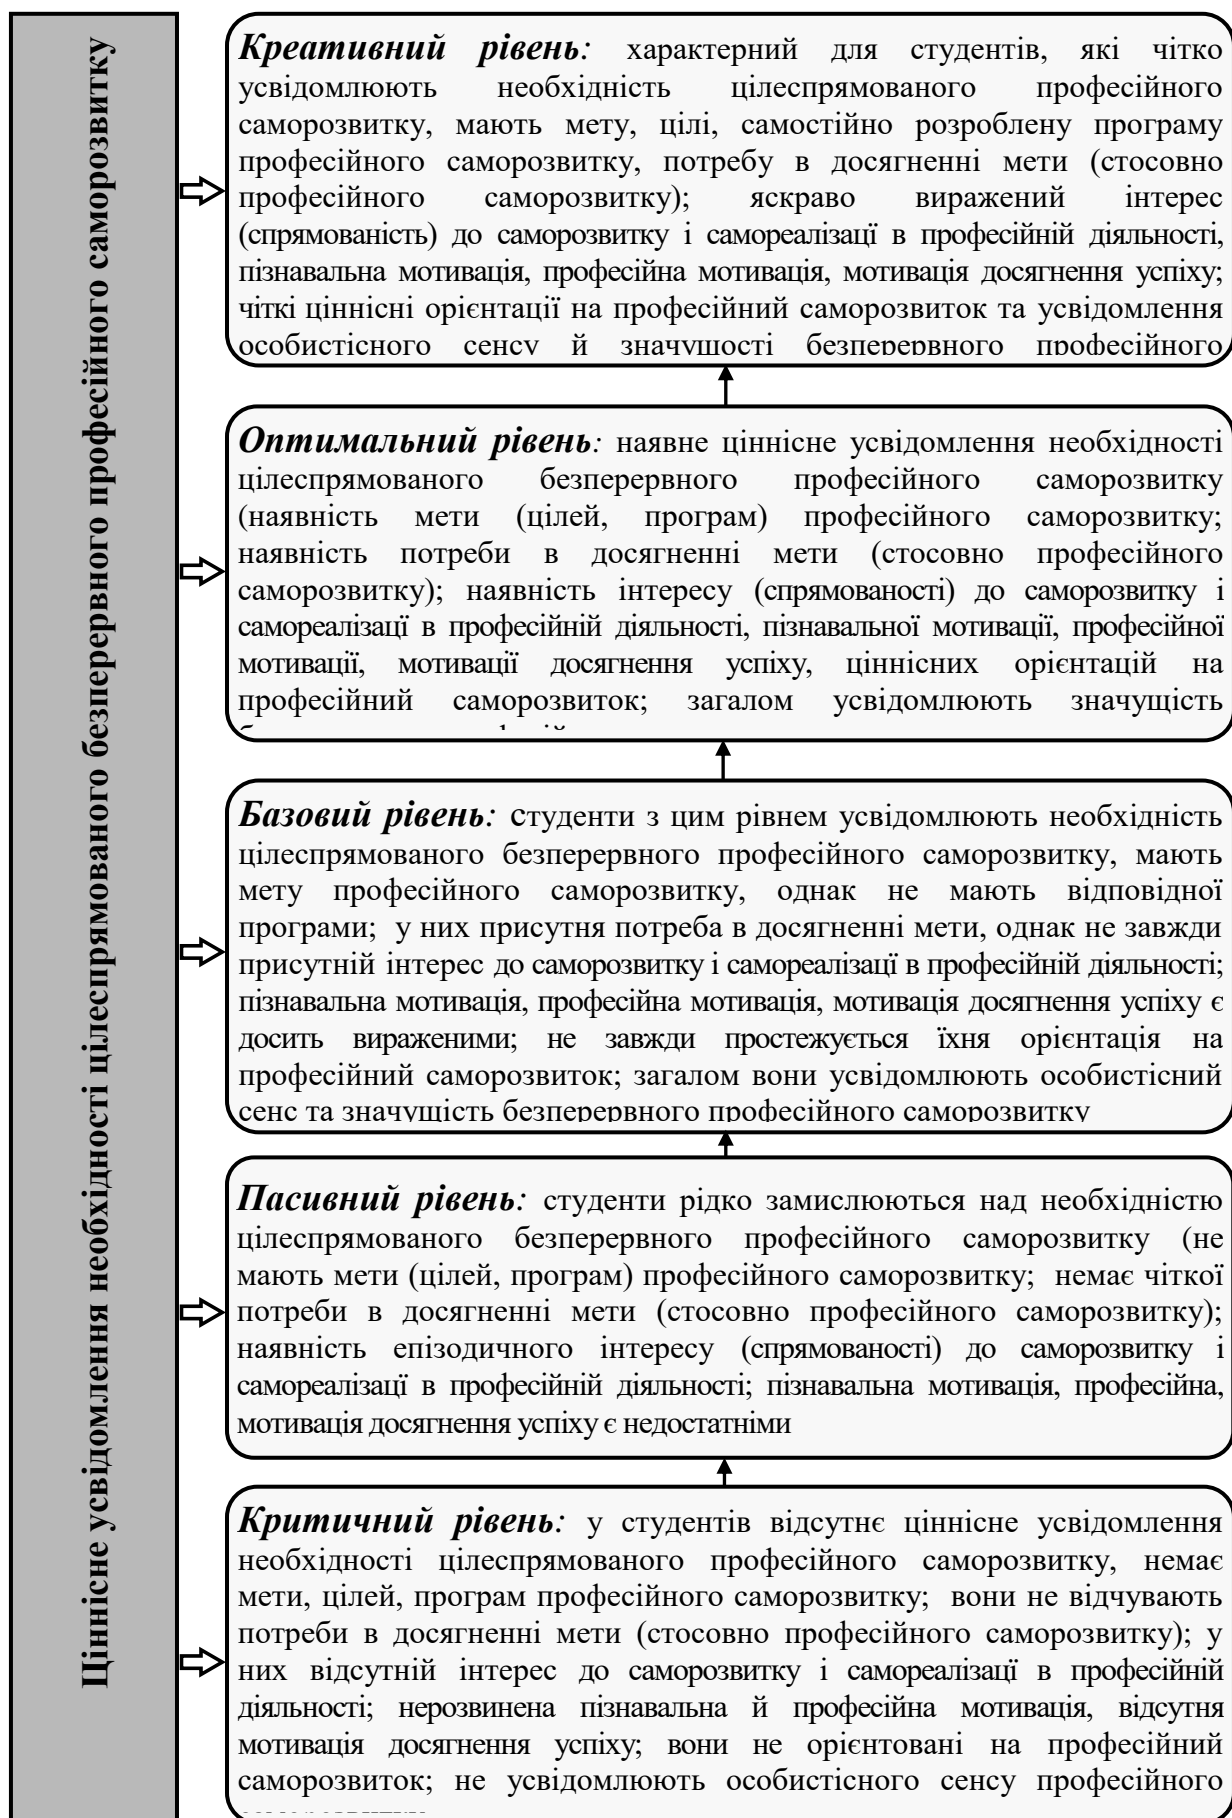 Ціннісне усвідомлення необхідності цілеспрямованого безперервного професійного саморозвитку
Креативний рівень: характерний для студентів, які чітко
усвідомлюють необхідність цілеспрямованого професійного
саморозвитку, мають мету, цілі, самостійно розроблену програму
професійного саморозвитку, потребу в досягненні мети (стосовно
професійного саморозвитку); яскраво виражений інтерес
(спрямованість) до саморозвитку і самореалізацї в професійній діяльності,
пізнавальна мотивація, професійна мотивація, мотивація досягнення успіху;
чіткі ціннісні орієнтації на професійний саморозвиток та усвідомлення
особистісного сенсу й значущості безперервного професійного
Оптимальний рівень: наявне ціннісне усвідомлення необхідності
цілеспрямованого безперервного професійного саморозвитку
(наявність мети (цілей, програм) професійного саморозвитку;
наявність потреби в досягненні мети (стосовно професійного
саморозвитку); наявність інтересу (спрямованості) до саморозвитку і
самореалізацї в професійній діяльності, пізнавальної мотивації, професійної
мотивації, мотивації досягнення успіху, ціннісних орієнтацій на
професійний саморозвиток; загалом усвідомлюють значущість
Базовий рівень: студенти з цим рівнем усвідомлюють необхідність
цілеспрямованого безперервного професійного саморозвитку, мають
мету професійного саморозвитку, однак не мають відповідної
програми; у них присутня потреба в досягненні мети, однак не завжди
присутній інтерес до саморозвитку і самореалізацї в професійній діяльності;
пізнавальна мотивація, професійна мотивація, мотивація досягнення успіху є
досить вираженими; не завжди простежується їхня орієнтація на
професійний саморозвиток; загалом вони усвідомлюють особистісний
сенс та значущість безперервного професійного саморозвитку
Пасивний рівень: студенти рідко замислюються над необхідністю
цілеспрямованого безперервного професійного саморозвитку (не
мають мети (цілей, програм) професійного саморозвитку; немає чіткої
потреби в досягненні мети (стосовно професійного саморозвитку);
наявність епізодичного інтересу (спрямованості) до саморозвитку і
самореалізацї в професійній діяльності; пізнавальна мотивація, професійна,
мотивація досягнення успіху є недостатніми
Критичний рівень: у студентів відсутнє ціннісне усвідомлення
необхідності цілеспрямованого професійного саморозвитку, немає
мети, цілей, програм професійного саморозвитку; вони не відчувають
потреби в досягненні мети (стосовно професійного саморозвитку); у
них відсутній інтерес до саморозвитку і самореалізацї в професійній
діяльності; нерозвинена пізнавальна й професійна мотивація, відсутня
мотивація досягнення успіху; вони не орієнтовані на професійний
саморозвиток; не усвідомлюють особистісного сенсу професійного